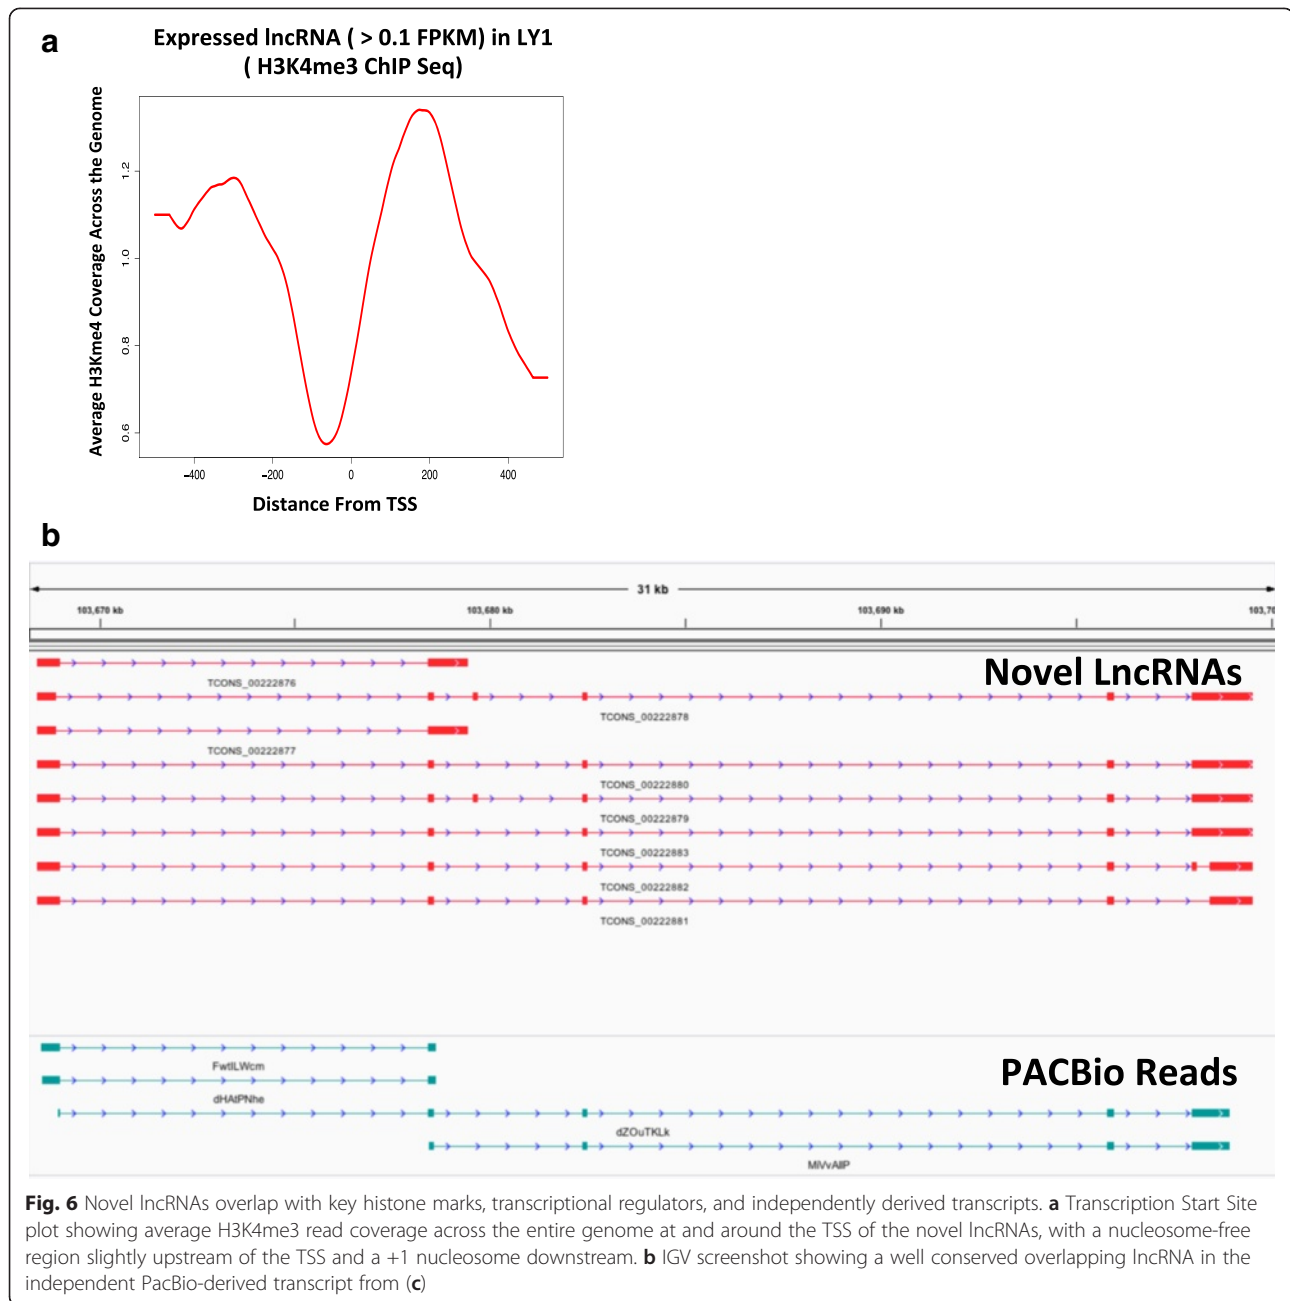 a
Expressed lncRNA ( > 0.1 FPKM) in LY1
( H3K4me3 ChIP Seq)
Average H3Kme4 Coverage Across the Genome
1.2
1.0
0.8
0.6
−400
−200
0
200
400
Distance From TSS
b
31 kb
103,670 kb
103,680 kb
103,690 kb
103,70
Novel LncRNAs
TCONS_00222876
TCONS_00222878
TCONS_00222877
TCONS_00222880
TCONS_00222879
TCONS_00222883
TCONS_00222882
TCONS_00222881
PACBio Reads
FwtILWcm
dHAtPNhe
dZOuTKLk
MiVvAllP
Fig. 6 Novel lncRNAs overlap with key histone marks, transcriptional regulators, and independently derived transcripts. a Transcription Start Site
plot showing average H3K4me3 read coverage across the entire genome at and around the TSS of the novel lncRNAs, with a nucleosome-free
region slightly upstream of the TSS and a +1 nucleosome downstream. b IGV screenshot showing a well conserved overlapping lncRNA in the
independent PacBio-derived transcript from (c)